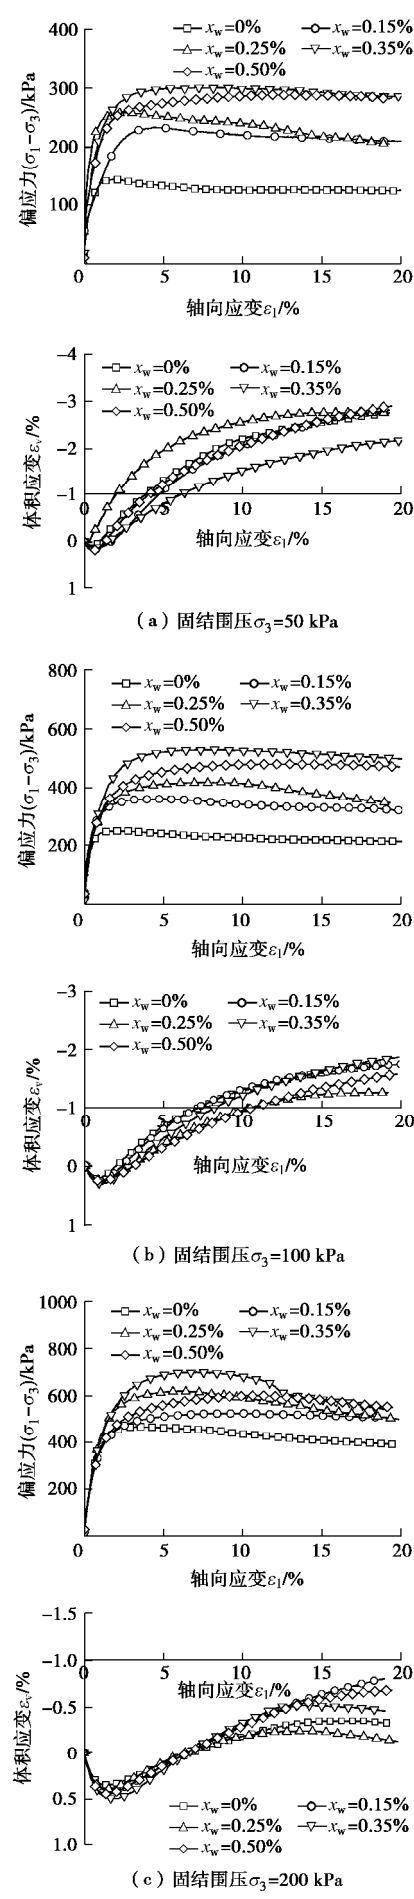 400
x_w=0% x_w=0.15%
x_w=0.25% x_w=0.35%
x_w=0.50%
300
200
100
偏应力(σ₁−σ₃)/kPa
0 5 10 15 20
轴向应变ε₁/%
−4
x_w=0% x_w=0.15%
x_w=0.25% x_w=0.35%
x_w=0.50%
−3
−2
−1
0 5 10 15 20
0
1
体积应变εᵥ/%
轴向应变ε₁/%
(a) 固结围压σ₃=50 kPa
800
x_w=0% x_w=0.15%
x_w=0.25% x_w=0.35%
x_w=0.50%
600
400
200
偏应力(σ₁−σ₃)/kPa
0 5 10 15 20
轴向应变ε₁/%
−3
x_w=0% x_w=0.15%
x_w=0.25% x_w=0.35%
x_w=0.50%
−2
−1
0 5 10 15 20
0
1
体积应变εᵥ/%
轴向应变ε₁/%
(b) 固结围压σ₃=100 kPa
1000
x_w=0% x_w=0.15%
x_w=0.25% x_w=0.35%
x_w=0.50%
800
600
400
200
偏应力(σ₁−σ₃)/kPa
0 5 10 15 20
轴向应变ε₁/%
−1.5
−1.0
0 5 10 15 20
轴向应变ε₁/%
−0.5
0
0.5
1.0
体积应变εᵥ/%
x_w=0% x_w=0.15%
x_w=0.25% x_w=0.35%
x_w=0.50%
(c) 固结围压σ₃=200 kPa